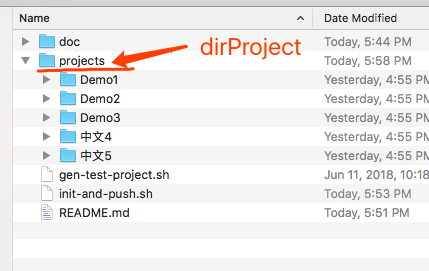 Name Date Modified
dirProject
doc Today, 5:44 PM
projects Today, 5:58 PM
Demo1 Yesterday, 4:55 PM
Demo2 Yesterday, 4:55 PM
Demo3 Yesterday, 4:55 PM
中文4 Yesterday, 4:55 PM
中文5 Yesterday, 4:55 PM
gen-test-project.sh Jun 11, 2018, 10:18
init-and-push.sh Today, 5:53 PM
README.md Today, 5:51 PM